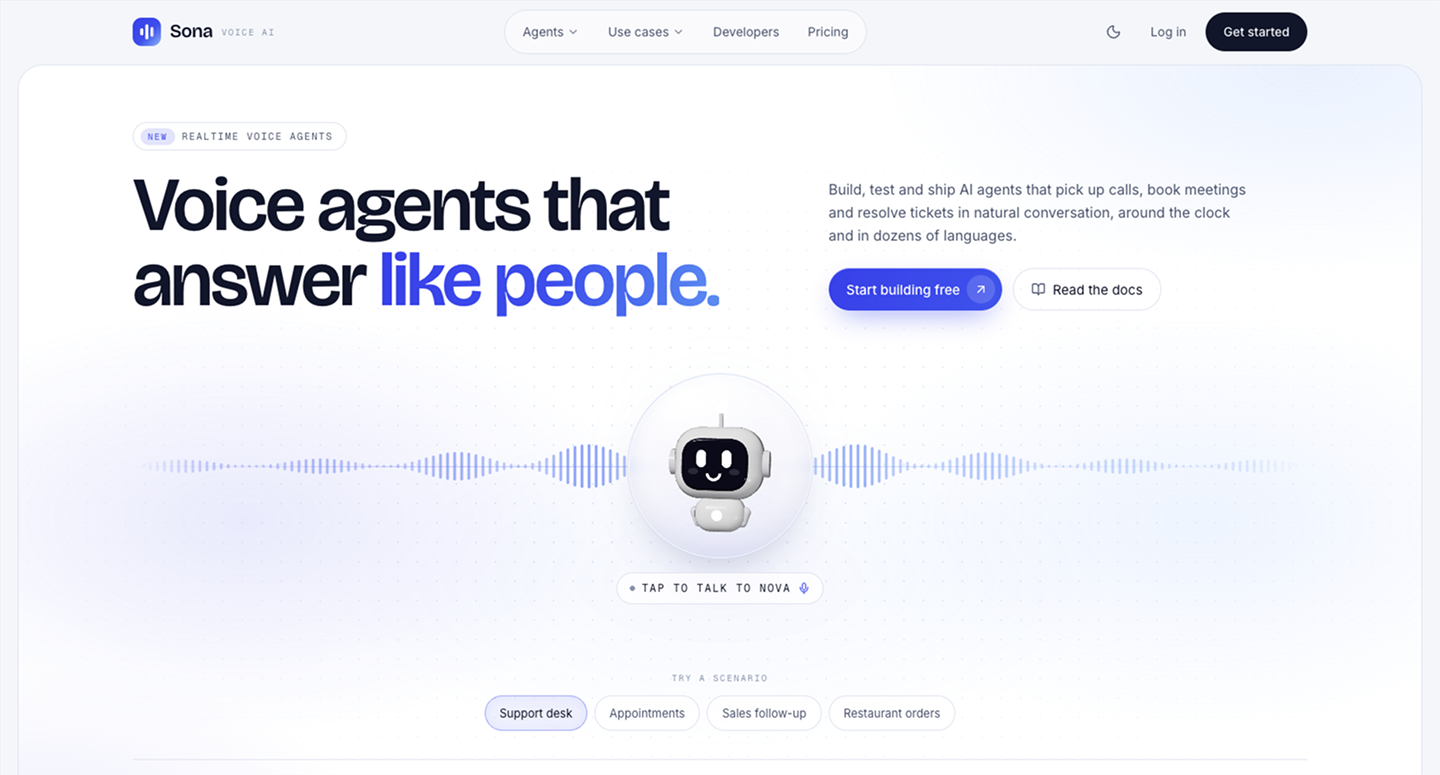 Sona VOICE AI
Agents
Use cases
Developers
Pricing
Log in
Get started
NEW REALTIME VOICE AGENTS
Voice agents that
answer like people.
Build, test and ship AI agents that pick up calls, book meetings
and resolve tickets in natural conversation, around the clock
and in dozens of languages.
Start building free
Read the docs
TAP TO TALK TO NOVA
TRY A SCENARIO
Support desk
Appointments
Sales follow-up
Restaurant orders